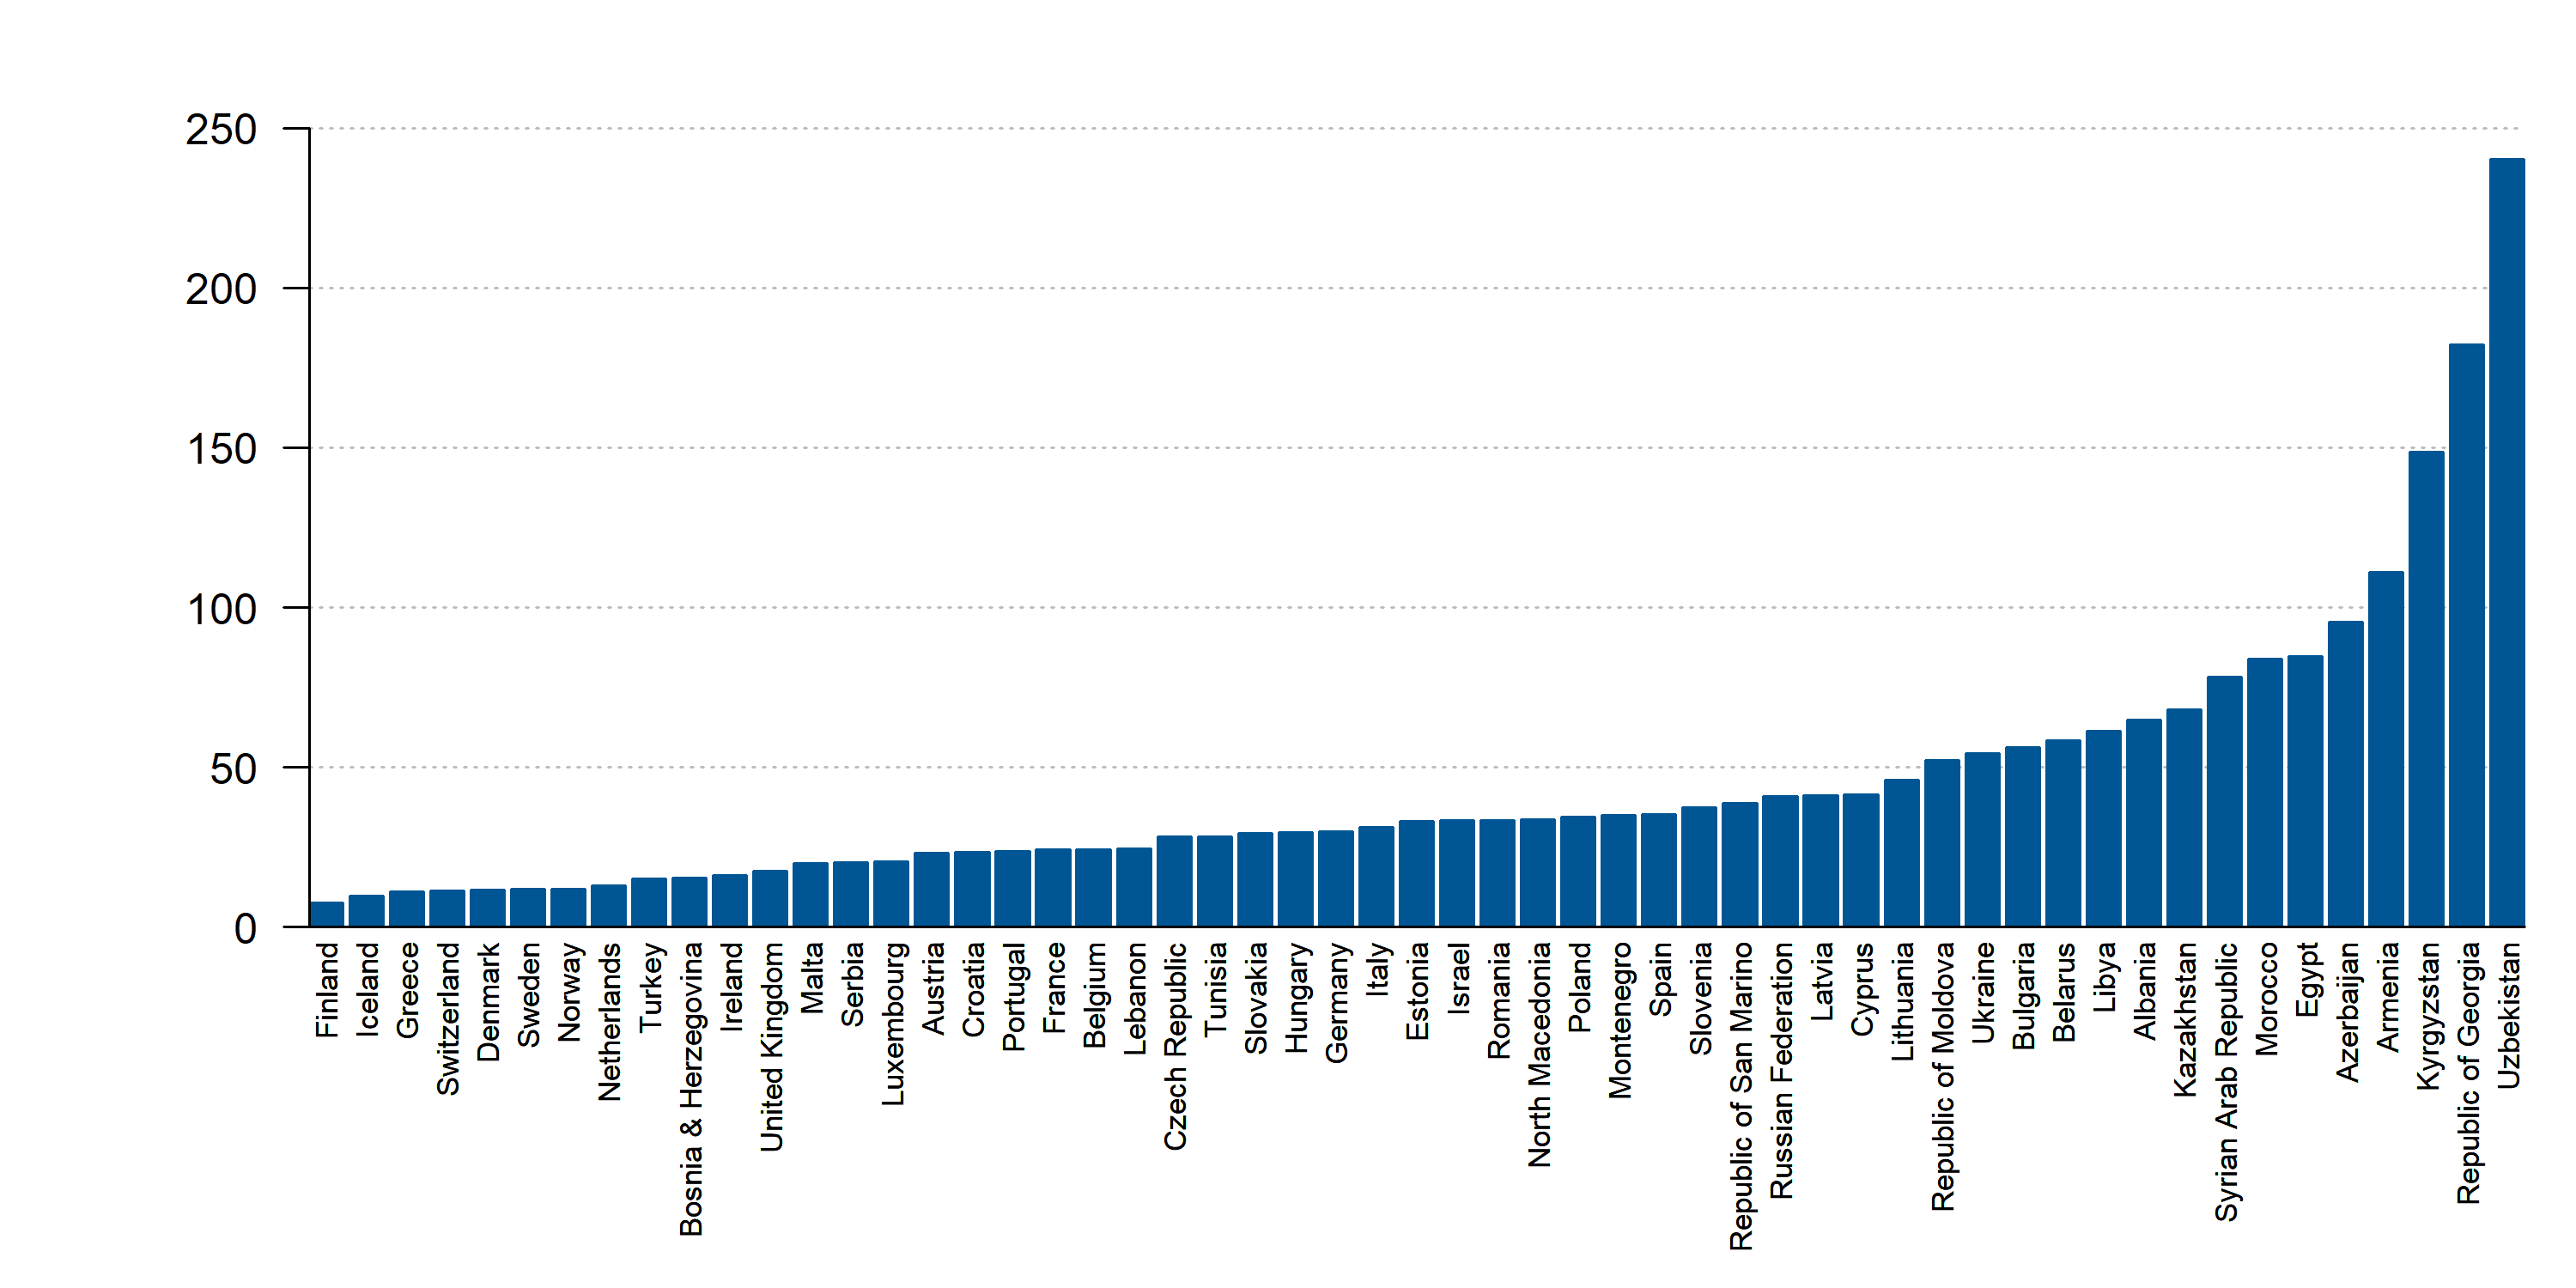 250
200
150
100
50
0
Finland
Iceland
Greece
Switzerland
Denmark
Sweden
Norway
Netherlands
Turkey
Bosnia & Herzegovina
Ireland
United Kingdom
Malta
Serbia
Luxembourg
Austria
Croatia
Portugal
France
Belgium
Lebanon
Czech Republic
Tunisia
Slovakia
Hungary
Germany
Italy
Estonia
Israel
Romania
North Macedonia
Poland
Montenegro
Spain
Slovenia
Republic of San Marino
Russian Federation
Latvia
Cyprus
Lithuania
Republic of Moldova
Ukraine
Bulgaria
Belarus
Libya
Albania
Kazakhstan
Syrian Arab Republic
Morocco
Egypt
Azerbaijan
Armenia
Kyrgyzstan
Republic of Georgia
Uzbekistan